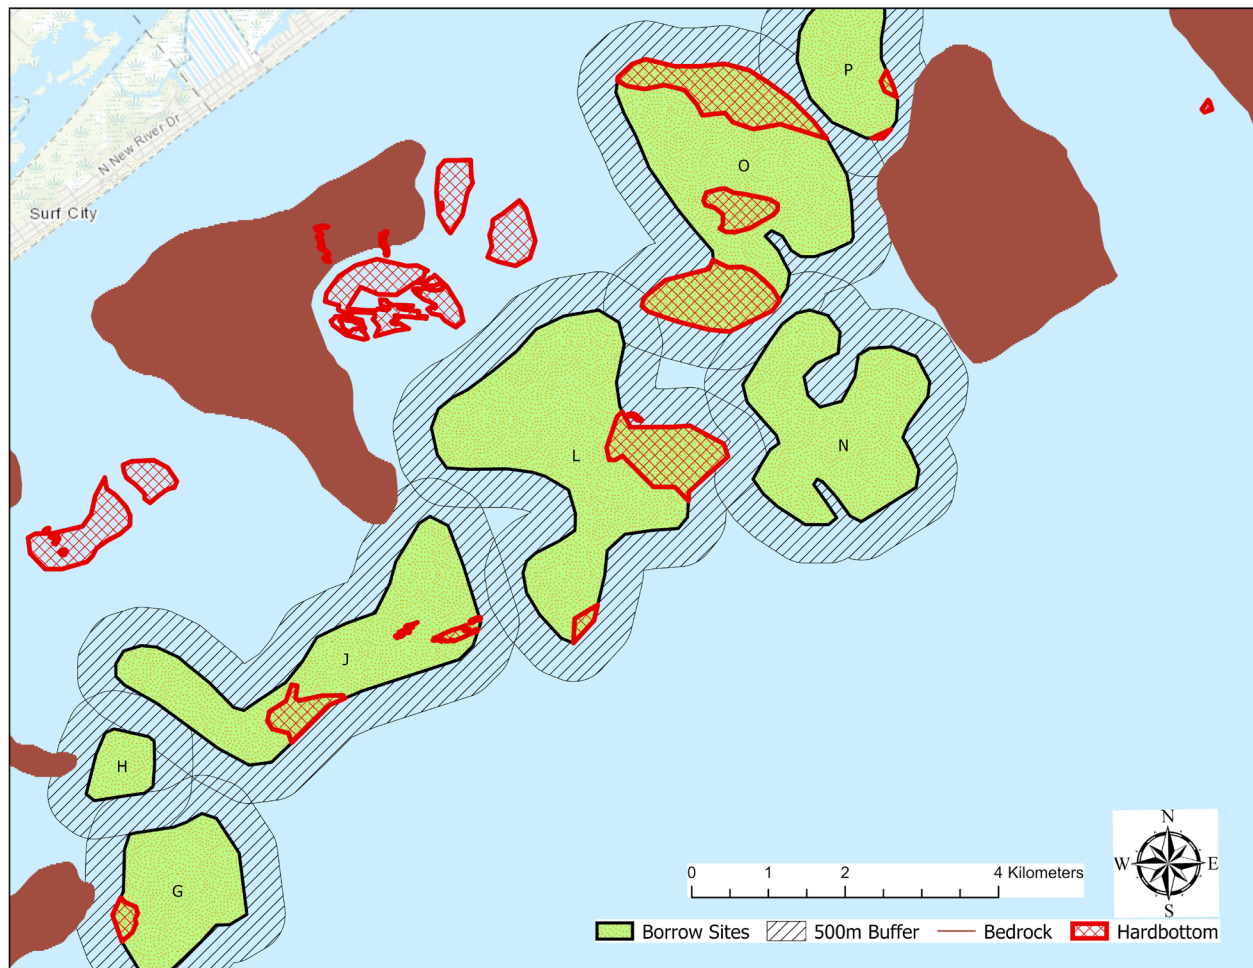 P
N New River Dr
O
Surf City
N
L
J
H
G
0 1 2 4 Kilometers
N
W E
S
Borrow Sites 500m Buffer Bedrock Hardbottom